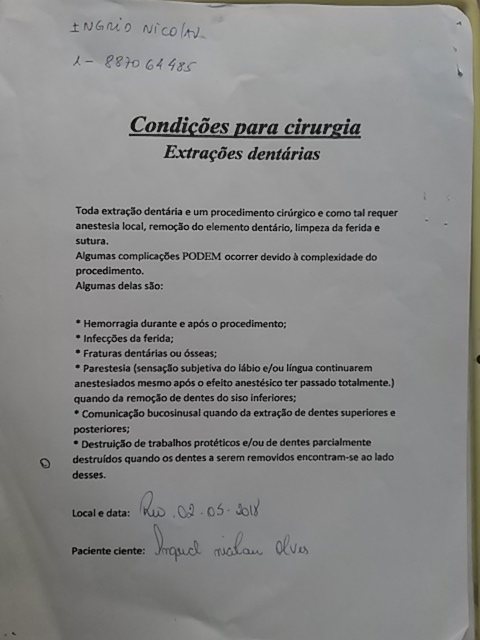 INGRID NICOLAU
1- 887064485
Condições para cirurgia
Extrações dentárias
Toda extração dentária e um procedimento cirúrgico e como tal requer
anestesia local, remoção do elemento dentário, limpeza da ferida e
sutura.
Algumas complicações PODEM ocorrer devido à complexidade do
procedimento.
Algumas delas são:
* Hemorragia durante e após o procedimento;
* Infecções da ferida;
* Fraturas dentárias ou ósseas;
* Parestesia (sensação subjetiva do lábio e/ou língua continuarem
anestesiados mesmo após o efeito anestésico ter passado totalmente.)
quando da remoção de dentes do siso inferiores;
* Comunicação bucosinusal quando da extração de dentes superiores e
posteriores;
* Destruição de trabalhos protéticos e/ou de dentes parcialmente
destruídos quando os dentes a serem removidos encontram-se ao lado
desses.
Local e data: Rio. 02.05.2018
Paciente ciente: Alves